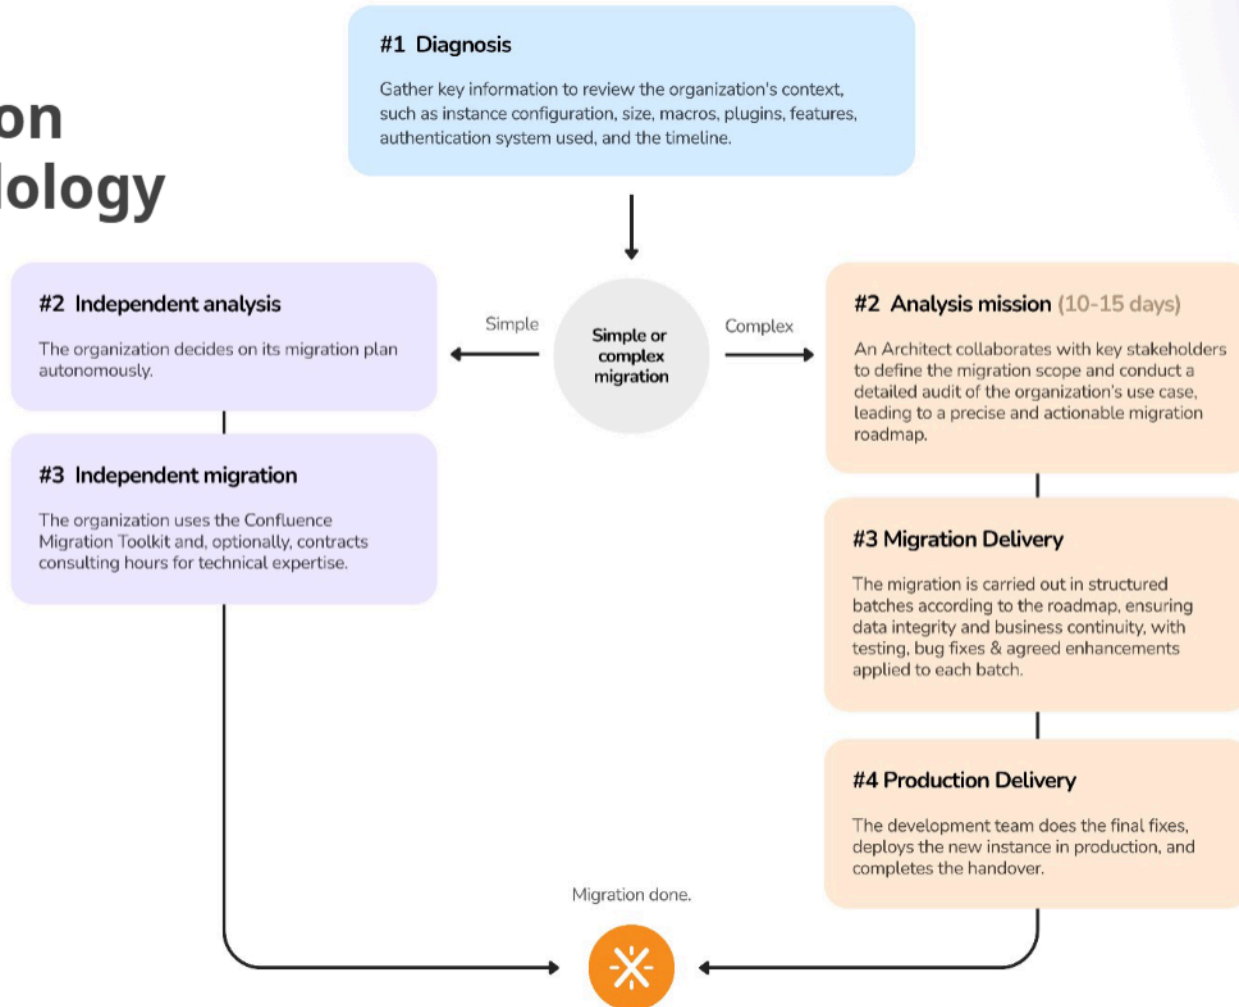 on
lology
#1 Diagnosis
Gather key information to review the organization's context,
such as instance configuration, size, macros, plugins, features,
authentication system used, and the timeline.
Simple or
complex
migration
Simple
Complex
#2 Independent analysis
The organization decides on its migration plan
autonomously.
#3 Independent migration
The organization uses the Confluence
Migration Toolkit and, optionally, contracts
consulting hours for technical expertise.
#2 Analysis mission (10-15 days)
An Architect collaborates with key stakeholders
to define the migration scope and conduct a
detailed audit of the organization's use case,
leading to a precise and actionable migration
roadmap.
#3 Migration Delivery
The migration is carried out in structured
batches according to the roadmap, ensuring
data integrity and business continuity, with
testing, bug fixes & agreed enhancements
applied to each batch.
#4 Production Delivery
The development team does the final fixes,
deploys the new instance in production, and
completes the handover.
Migration done.